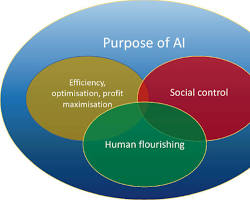 Purpose of AI
Efficiency,
optimisation, profit
maximisation
Social control
Human flourishing